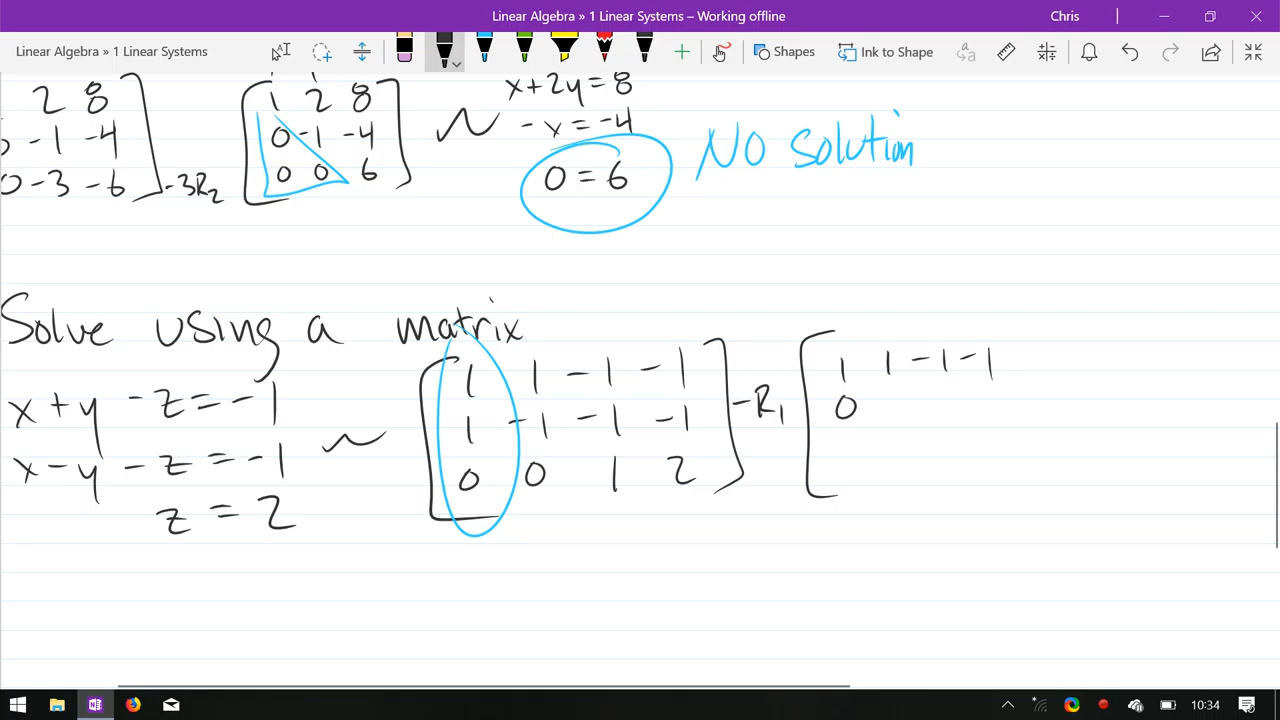 Linear Algebra » 1 Linear Systems – Working offline
Chris
Linear Algebra » 1 Linear Systems
Shapes
Ink to Shape
2 8
-1 -4
0 -3 -6
-3R₂
1 2 8
0 -1 -4
0 0 6
~
x+2y=8
-x=-4
0=6
No solution
Solve using a matrix
x+y-z=-1
x-y-z=-1
z=2
~
1 1 -1 -1
1 -1 -1 -1
0 0 1 2
-R₁
1 1 -1 -1
0
10:34